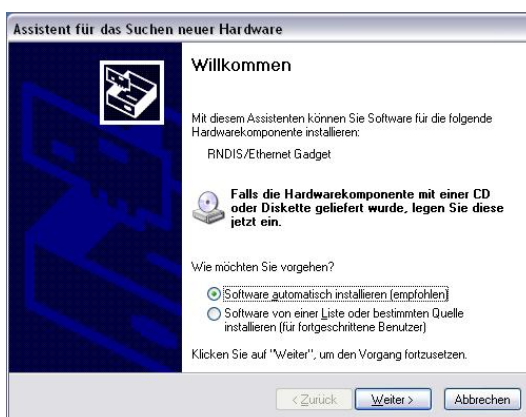 Assistent für das Suchen neuer Hardware
Willkommen
Mit diesem Assistenten können Sie Software für die folgende
Hardwarekomponente installieren:
RNDIS/Ethernet Gadget
Falls die Hardwarekomponente mit einer CD
oder Diskette geliefert wurde, legen Sie diese
jetzt ein.
Wie möchten Sie vorgehen?
Software automatisch installieren (empfohlen)
Software von einer Liste oder bestimmten Quelle
installieren (für fortgeschrittene Benutzer)
Klicken Sie auf "Weiter", um den Vorgang fortzusetzen.
< Zurück
Weiter >
Abbrechen